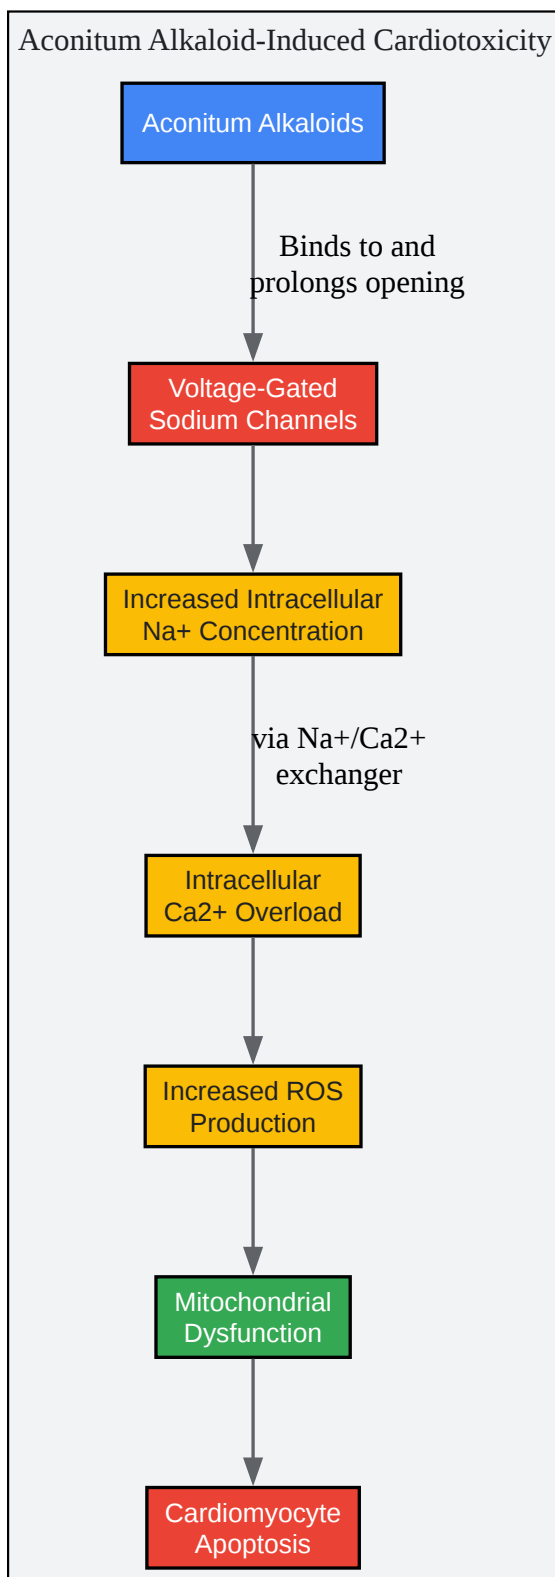 Aconitum Alkaloid-Induced Cardiotoxicity
Aconitum Alkaloids
Binds to and
prolongs opening
Voltage-Gated
Sodium Channels
Increased Intracellular
Na+ Concentration
via Na+/Ca2+
exchanger
Intracellular
Ca2+ Overload
Increased ROS
Production
Mitochondrial
Dysfunction
Cardiomyocyte
Apoptosis